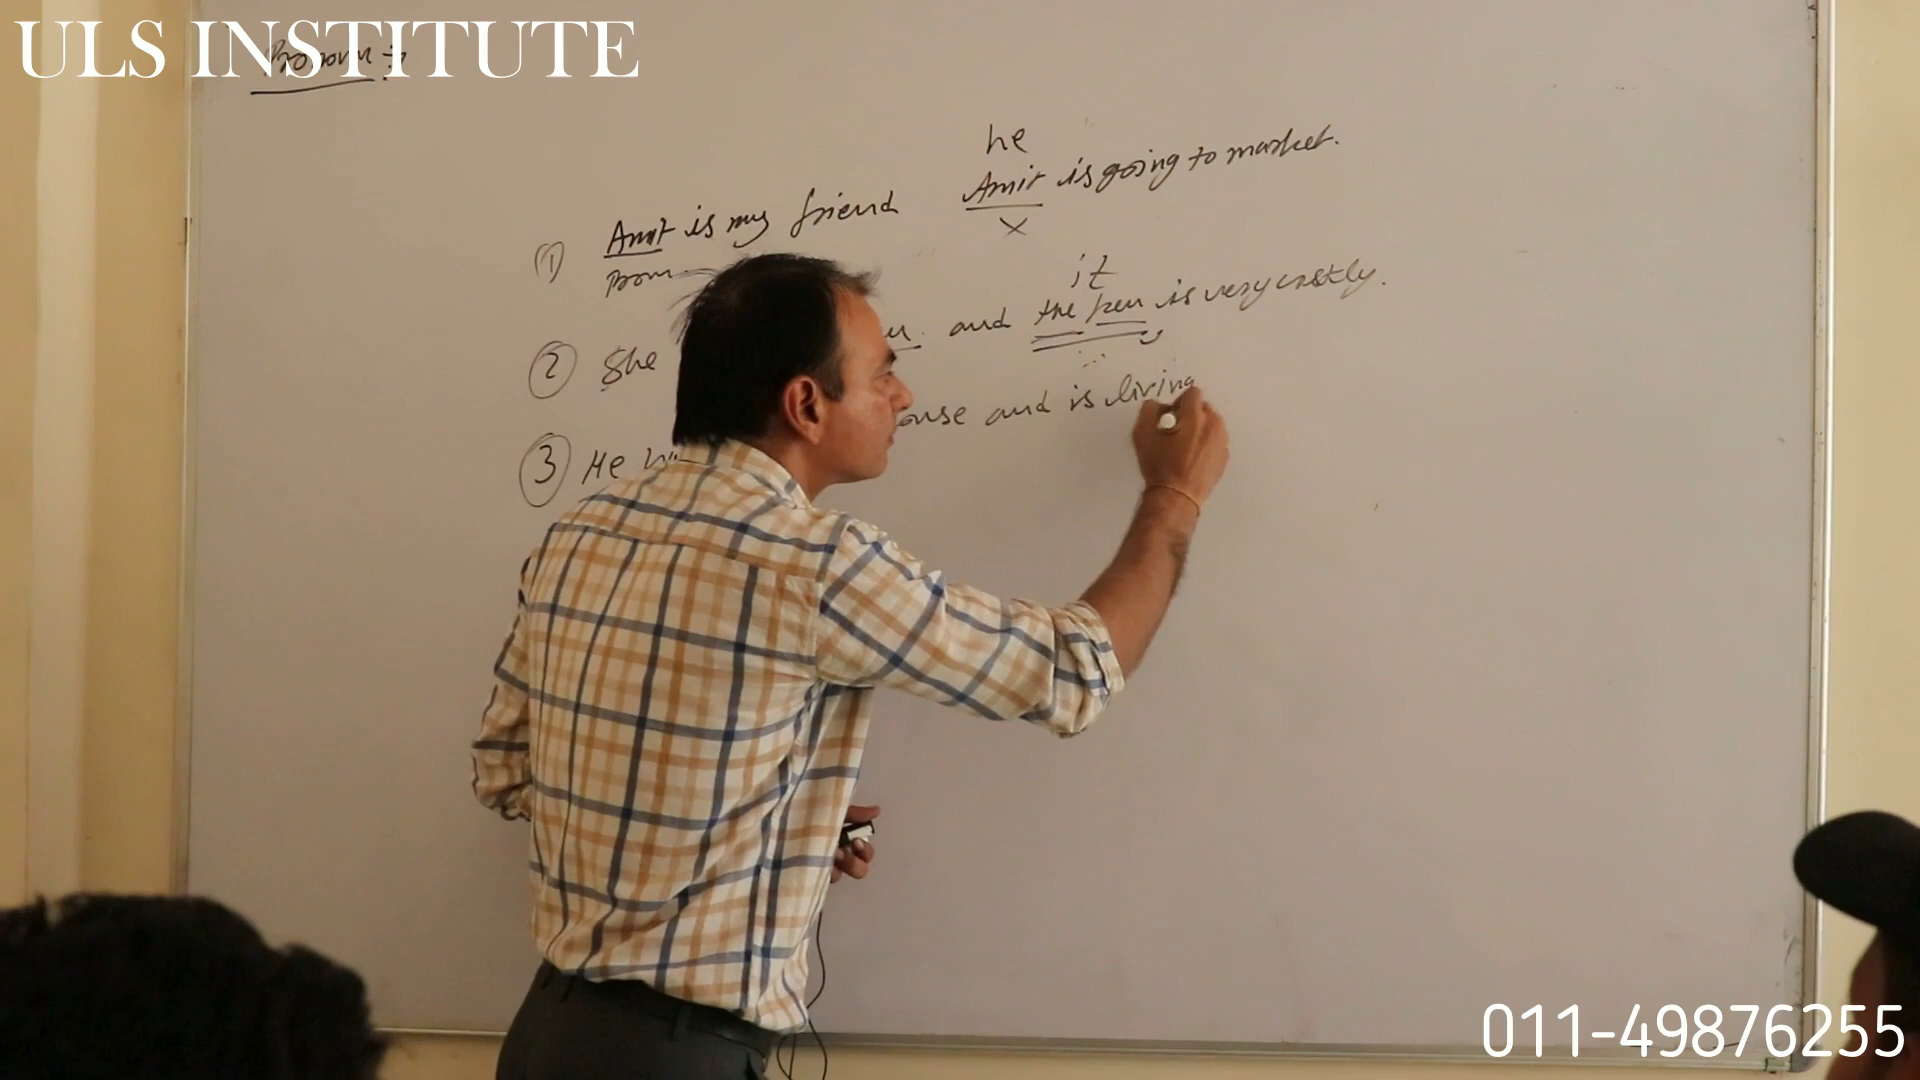 ULS INSTITUTE
Pronoun :-
he
① Amit is my friend Amit is going to market.
x
it
② She and the pen is very costly.
③ He and is living
011-49876255